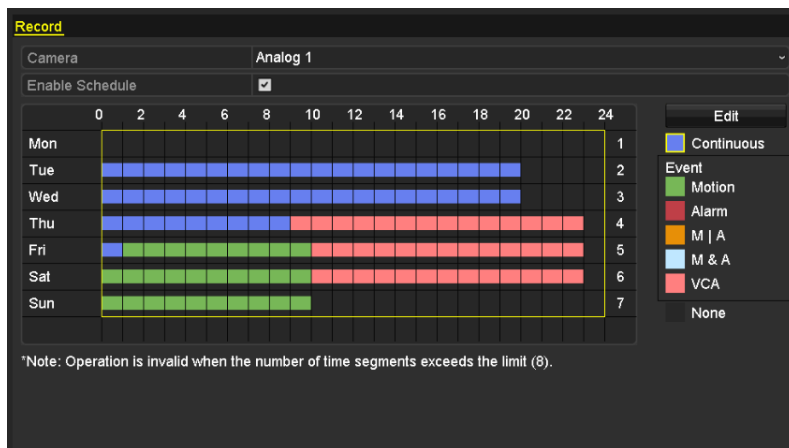 Record
Camera Analog 1
Enable Schedule
0 2 4 6 8 10 12 14 16 18 20 22 24 Edit
Mon 1 Continuous
Tue 2 Event
Wed 3 Motion
Thu 4 Alarm
Fri 5 M | A
Sat 6 M & A
VCA
Sun 7 None
*Note: Operation is invalid when the number of time segments exceeds the limit (8).